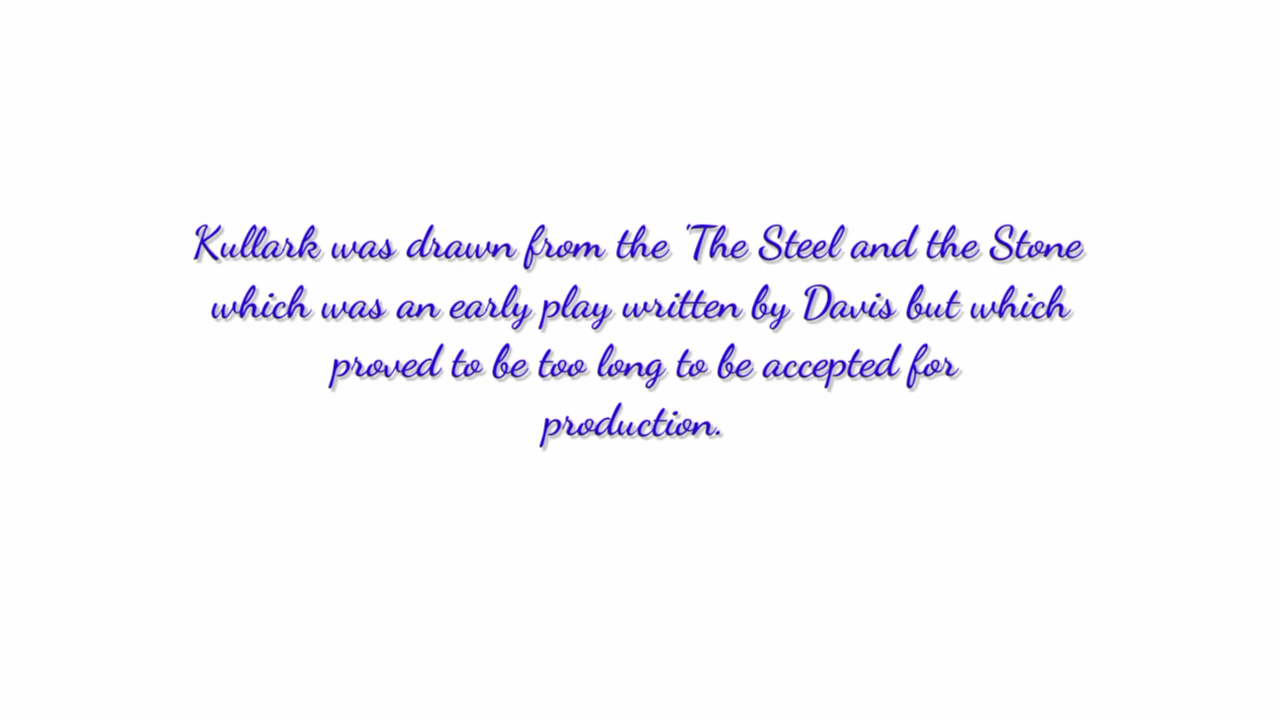 Kullark was drawn from the 'The Steel and the Stone
which was an early play written by Davis but which
proved to be too long to be accepted for
production.